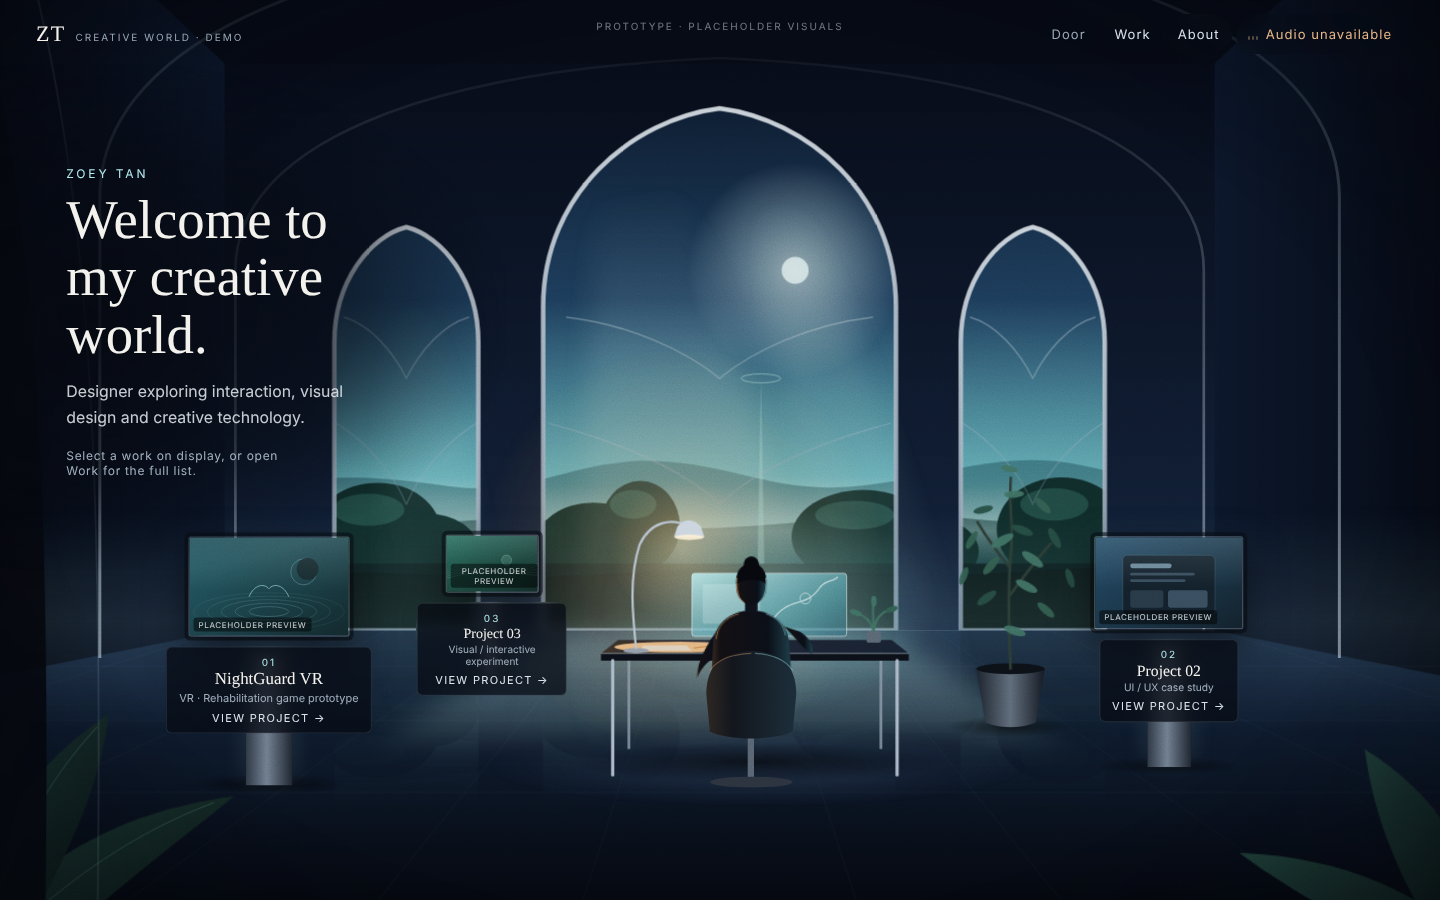 ZT CREATIVE WORLD · DEMO
PROTOTYPE · PLACEHOLDER VISUALS
Door Work About Audio unavailable
ZOEY TAN
Welcome to
my creative
world.
Designer exploring interaction, visual
design and creative technology.
Select a work on display, or open
Work for the full list.
PLACEHOLDER PREVIEW
01
NightGuard VR
VR · Rehabilitation game prototype
VIEW PROJECT →
PLACEHOLDER
PREVIEW
03
Project 03
Visual / interactive
experiment
VIEW PROJECT →
PLACEHOLDER PREVIEW
02
Project 02
UI / UX case study
VIEW PROJECT →